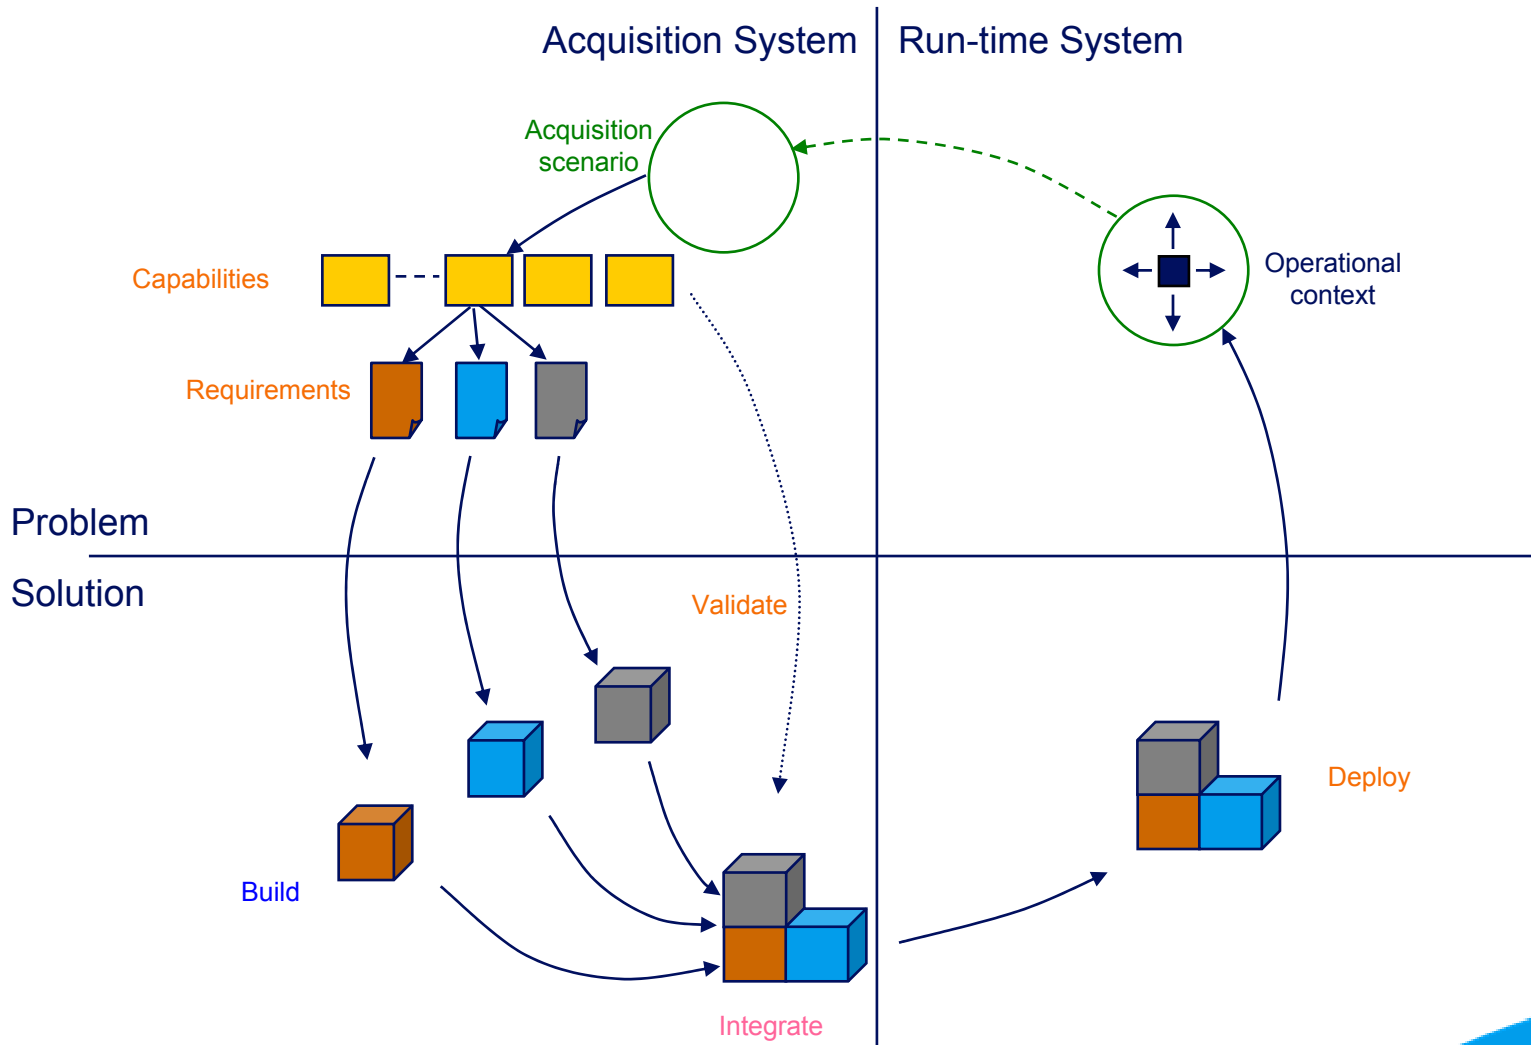 Acquisition System
Run-time System
Acquisition
scenario
Capabilities
Operational
context
Requirements
Problem
Solution
Validate
Deploy
Build
Integrate